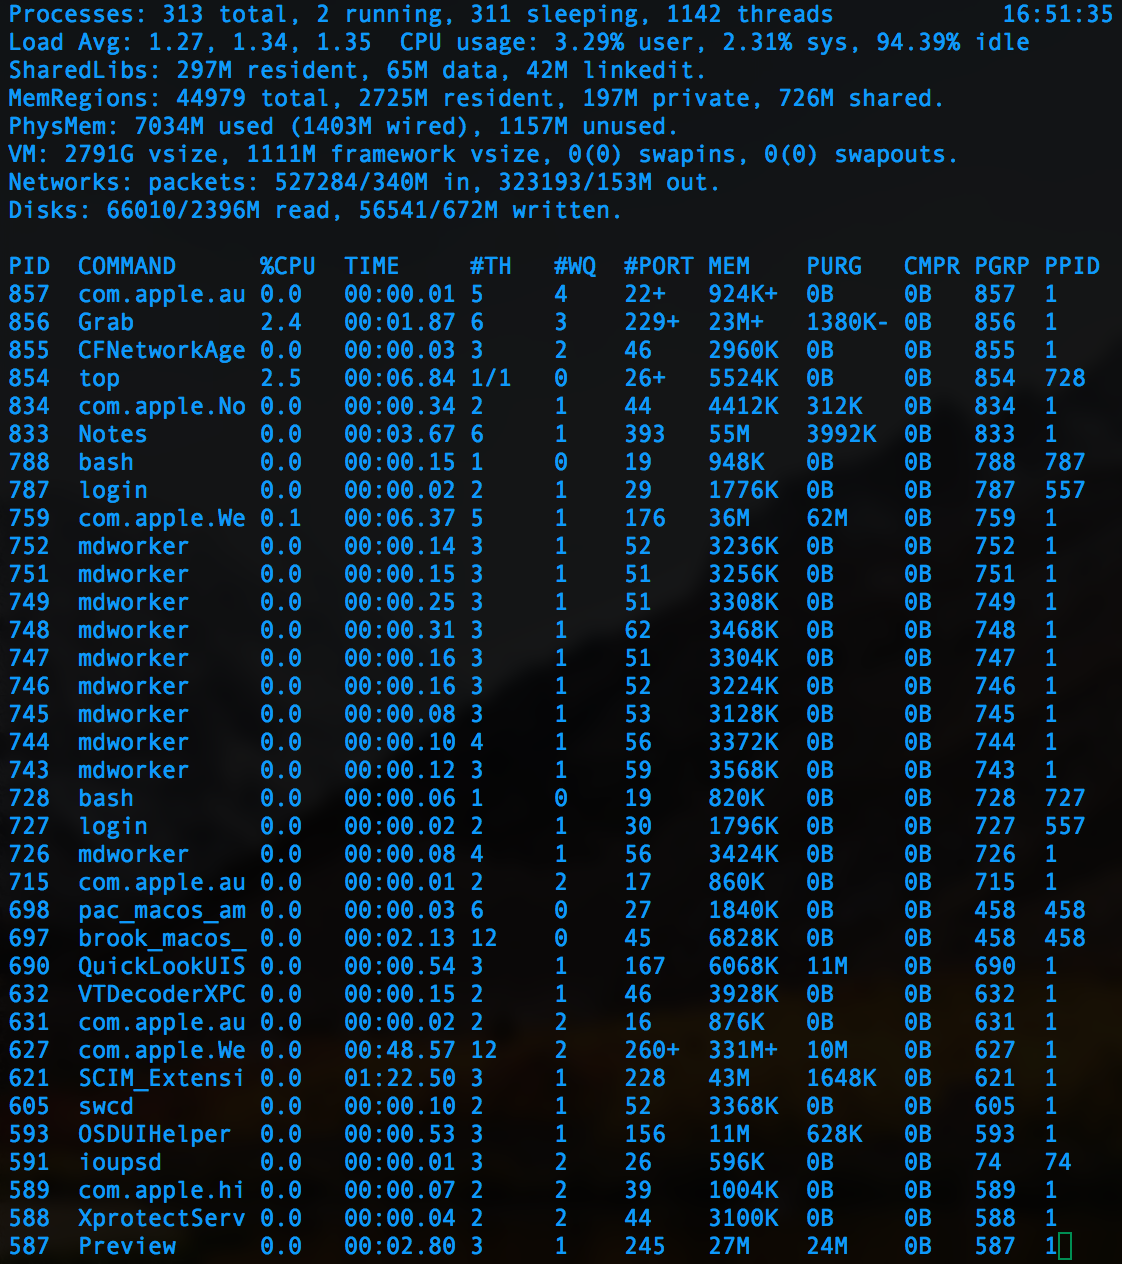 Processes: 313 total, 2 running, 311 sleeping, 1142 threads 16:51:35
Load Avg: 1.27, 1.34, 1.35 CPU usage: 3.29% user, 2.31% sys, 94.39% idle
SharedLibs: 297M resident, 65M data, 42M linkedit.
MemRegions: 44979 total, 2725M resident, 197M private, 726M shared.
PhysMem: 7034M used (1403M wired), 1157M unused.
VM: 2791G vsize, 1111M framework vsize, 0(0) swapins, 0(0) swapouts.
Networks: packets: 527284/340M in, 323193/153M out.
Disks: 66010/2396M read, 56541/672M written.
PID COMMAND %CPU TIME #TH #WQ #PORT MEM PURG CMPR PGRP PPID
857 com.apple.au 0.0 00:00.01 5 4 22+ 924K+ 0B 0B 857 1
856 Grab 2.4 00:01.87 6 3 229+ 23M+ 1380K- 0B 856 1
855 CFNetworkAge 0.0 00:00.03 3 2 46 2960K 0B 0B 855 1
854 top 2.5 00:06.84 1/1 0 26+ 5524K 0B 0B 854 728
834 com.apple.No 0.0 00:00.34 2 1 44 4412K 312K 0B 834 1
833 Notes 0.0 00:03.67 6 1 393 55M 3992K 0B 833 1
788 bash 0.0 00:00.15 1 0 19 948K 0B 0B 788 787
787 login 0.0 00:00.02 2 1 29 1776K 0B 0B 787 557
759 com.apple.We 0.1 00:06.37 5 1 176 36M 62M 0B 759 1
752 mdworker 0.0 00:00.14 3 1 52 3236K 0B 0B 752 1
751 mdworker 0.0 00:00.15 3 1 51 3256K 0B 0B 751 1
749 mdworker 0.0 00:00.25 3 1 51 3308K 0B 0B 749 1
748 mdworker 0.0 00:00.31 3 1 62 3468K 0B 0B 748 1
747 mdworker 0.0 00:00.16 3 1 51 3304K 0B 0B 747 1
746 mdworker 0.0 00:00.16 3 1 52 3224K 0B 0B 746 1
745 mdworker 0.0 00:00.08 3 1 53 3128K 0B 0B 745 1
744 mdworker 0.0 00:00.10 4 1 56 3372K 0B 0B 744 1
743 mdworker 0.0 00:00.12 3 1 59 3568K 0B 0B 743 1
728 bash 0.0 00:00.06 1 0 19 820K 0B 0B 728 727
727 login 0.0 00:00.02 2 1 30 1796K 0B 0B 727 557
726 mdworker 0.0 00:00.08 4 1 56 3424K 0B 0B 726 1
715 com.apple.au 0.0 00:00.01 2 2 17 860K 0B 0B 715 1
698 pac_macos_am 0.0 00:00.03 6 0 27 1840K 0B 0B 458 458
697 brook_macos_ 0.0 00:02.13 12 0 45 6828K 0B 0B 458 458
690 QuickLookUIS 0.0 00:00.54 3 1 167 6068K 11M 0B 690 1
632 VTDecoderXPC 0.0 00:00.15 2 1 46 3928K 0B 0B 632 1
631 com.apple.au 0.0 00:00.02 2 2 16 876K 0B 0B 631 1
627 com.apple.We 0.0 00:48.57 12 2 260+ 331M+ 10M 0B 627 1
621 SCIM_Extensi 0.0 01:22.50 3 1 228 43M 1648K 0B 621 1
605 swcd 0.0 00:00.10 2 1 52 3368K 0B 0B 605 1
593 OSDUIHelper 0.0 00:00.53 3 1 156 11M 628K 0B 593 1
591 ioupsd 0.0 00:00.01 3 2 26 596K 0B 0B 74 74
589 com.apple.hi 0.0 00:00.07 2 2 39 1004K 0B 0B 589 1
588 XprotectServ 0.0 00:00.04 2 2 44 3100K 0B 0B 588 1
587 Preview 0.0 00:02.80 3 1 245 27M 24M 0B 587 1